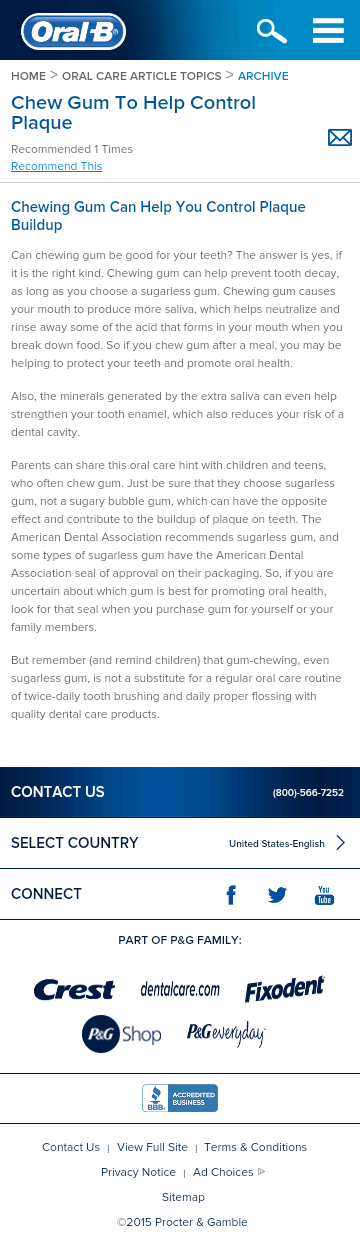 Oral-B
HOME > ORAL CARE ARTICLE TOPICS > ARCHIVE
Chew Gum To Help Control
Plaque
Recommended 1 Times
Recommend This
Chewing Gum Can Help You Control Plaque
Buildup
Can chewing gum be good for your teeth? The answer is yes, if
it is the right kind. Chewing gum can help prevent tooth decay,
as long as you choose a sugarless gum. Chewing gum causes
your mouth to produce more saliva, which helps neutralize and
rinse away some of the acid that forms in your mouth when you
break down food. So if you chew gum after a meal, you may be
helping to protect your teeth and promote oral health.
Also, the minerals generated by the extra saliva can even help
strengthen your tooth enamel, which also reduces your risk of a
dental cavity.
Parents can share this oral care hint with children and teens,
who often chew gum. Just be sure that they choose sugarless
gum, not a sugary bubble gum, which can have the opposite
effect and contribute to the buildup of plaque on teeth. The
American Dental Association recommends sugarless gum, and
some types of sugarless gum have the American Dental
Association seal of approval on their packaging. So, if you are
uncertain about which gum is best for promoting oral health,
look for that seal when you purchase gum for yourself or your
family members.
But remember (and remind children) that gum-chewing, even
sugarless gum, is not a substitute for a regular oral care routine
of twice-daily tooth brushing and daily proper flossing with
quality dental care products.
CONTACT US (800)-566-7252
SELECT COUNTRY United States-English
CONNECT You Tube
PART OF P&G FAMILY:
Crest dentalcare.com Fixodent
P&G Shop P&G everyday
BBB. ACCREDITED BUSINESS
Contact Us | View Full Site | Terms & Conditions
Privacy Notice | Ad Choices
Sitemap
©2015 Procter & Gamble